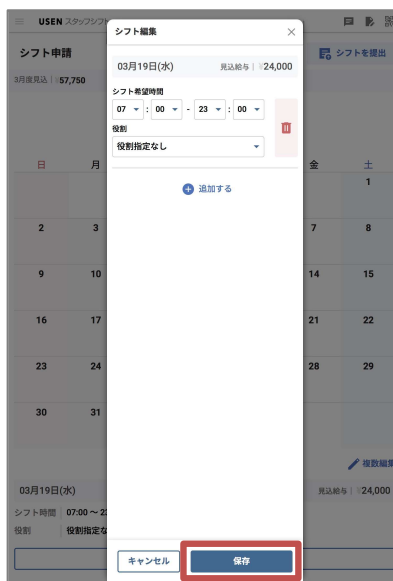 USEN スタッフシフト
シフト編集
シフト申請
シフトを提出
03月19日(水)
見込給与 | ¥24,000
3月度見込 | ¥57,750
シフト希望時間
07 : 00 - 23 : 00
役割
役割指定なし
追加する
日 月 金 土
1
2 3 7 8
9 10 14 15
16 17 21 22
23 24 28 29
30 31
複数編集
03月19日(水)
見込給与 | ¥24,000
シフト時間 07:00 ~ 23
役割 役割指定な
キャンセル
保存